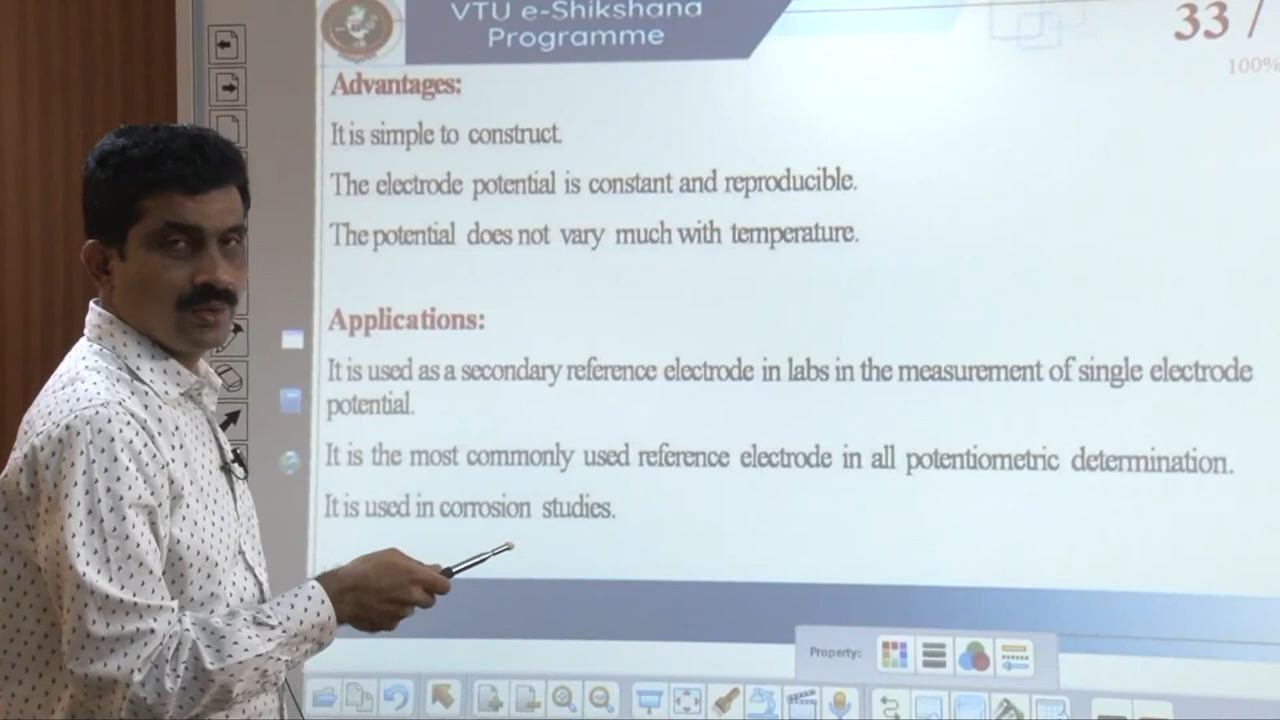 VTU e-Shikshana
Programme
33 /
100%
Advantages:
It is simple to construct.
The electrode potential is constant and reproducible.
The potential does not vary much with temperature.
Applications:
It is used as a secondary reference electrode in labs in the measurement of single electrode
potential.
It is the most commonly used reference electrode in all potentiometric determination.
It is used in corrosion studies.
Property: